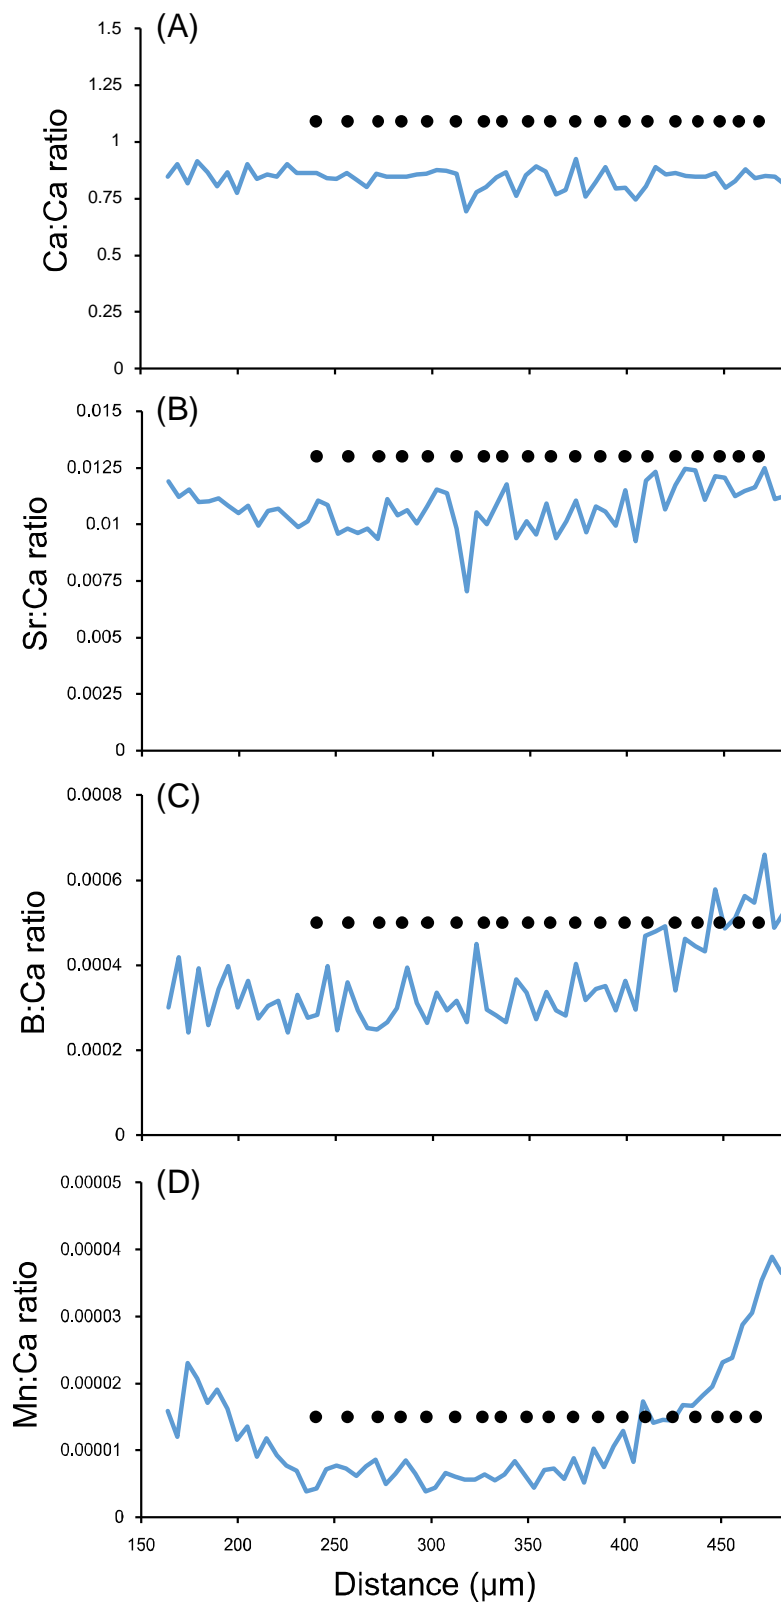 (A)
1.5
1.25
1
0.75
0.5
0.25
0
Ca:Ca ratio
(B)
0.015
0.0125
0.01
0.0075
0.005
0.0025
0
Sr:Ca ratio
(C)
0.0008
0.0006
0.0004
0.0002
0
B:Ca ratio
(D)
0.00005
0.00004
0.00003
0.00002
0.00001
0
Mn:Ca ratio
150 200 250 300 350 400 450
Distance (μm)